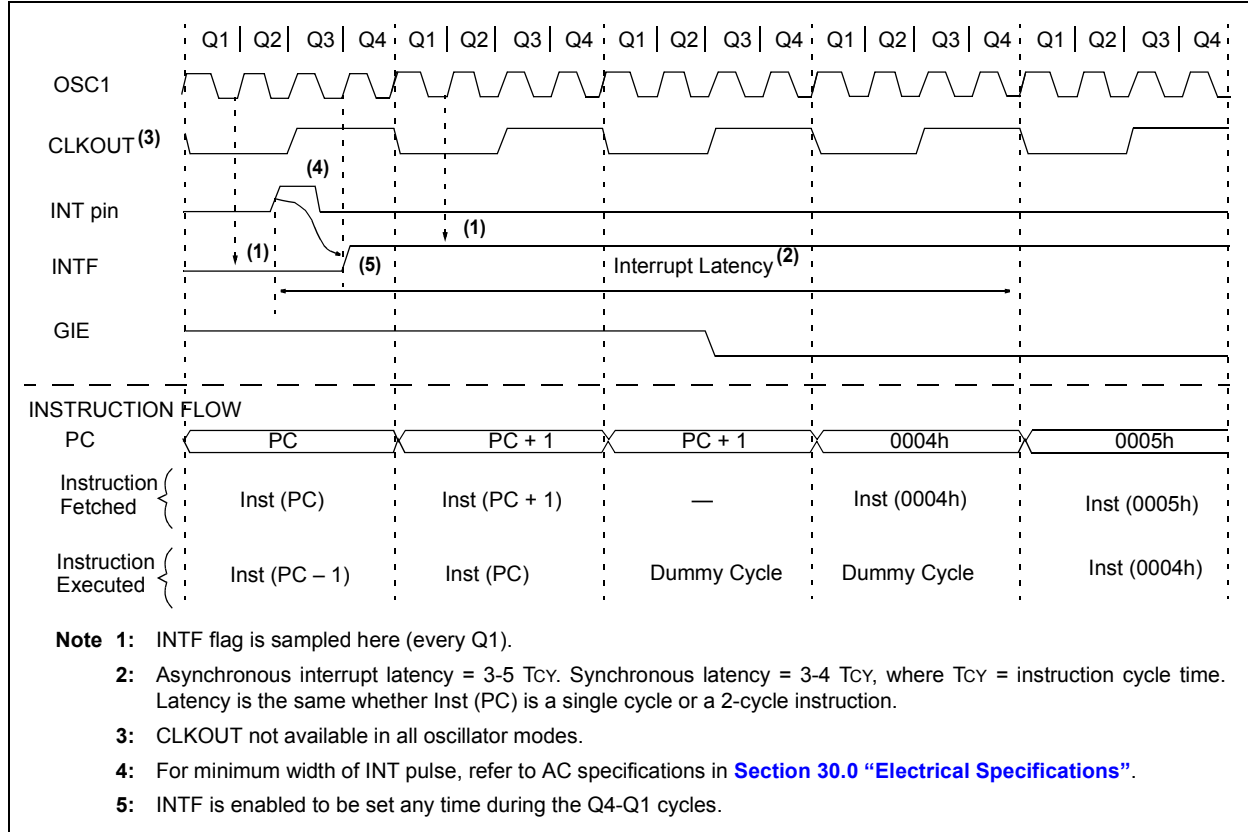 Q1 Q2 Q3 Q4 Q1 Q2 Q3 Q4 Q1 Q2 Q3 Q4 Q1 Q2 Q3 Q4 Q1 Q2 Q3 Q4
OSC1
CLKOUT (3)
(4)
INT pin
(1)
(1)
INTF
(5)
Interrupt Latency (2)
GIE
INSTRUCTION FLOW
PC PC PC + 1 PC + 1 0004h 0005h
Instruction
Fetched
Inst (PC) Inst (PC + 1) — Inst (0004h) Inst (0005h)
Instruction
Executed
Inst (PC – 1) Inst (PC) Dummy Cycle Dummy Cycle Inst (0004h)
Note 1: INTF flag is sampled here (every Q1).
2: Asynchronous interrupt latency = 3-5 TCY. Synchronous latency = 3-4 TCY, where TCY = instruction cycle time.
Latency is the same whether Inst (PC) is a single cycle or a 2-cycle instruction.
3: CLKOUT not available in all oscillator modes.
4: For minimum width of INT pulse, refer to AC specifications in Section 30.0 “Electrical Specifications”.
5: INTF is enabled to be set any time during the Q4-Q1 cycles.